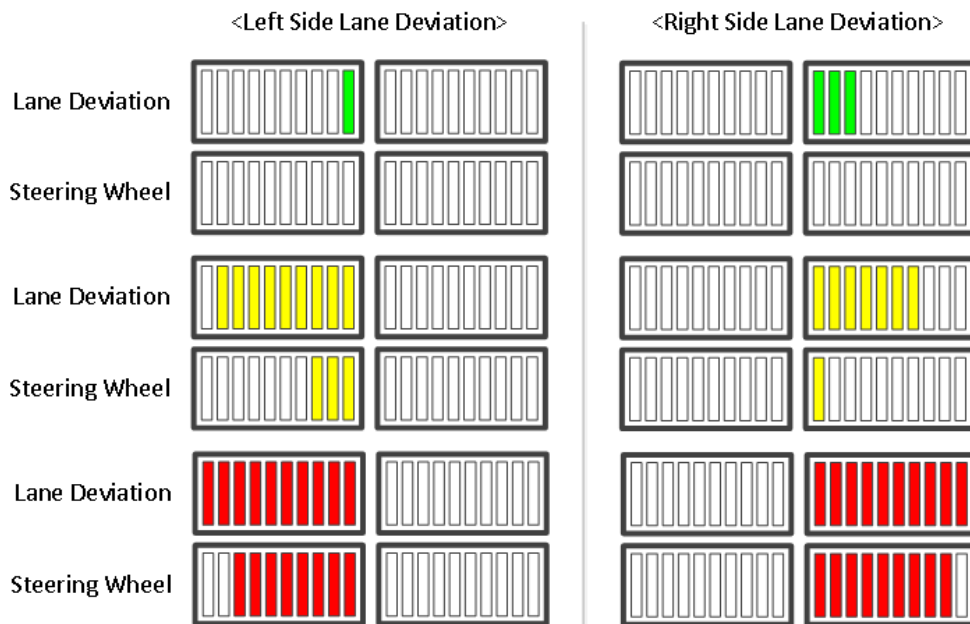 <Left Side Lane Deviation>
<Right Side Lane Deviation>
Lane Deviation
Steering Wheel
Lane Deviation
Steering Wheel
Lane Deviation
Steering Wheel